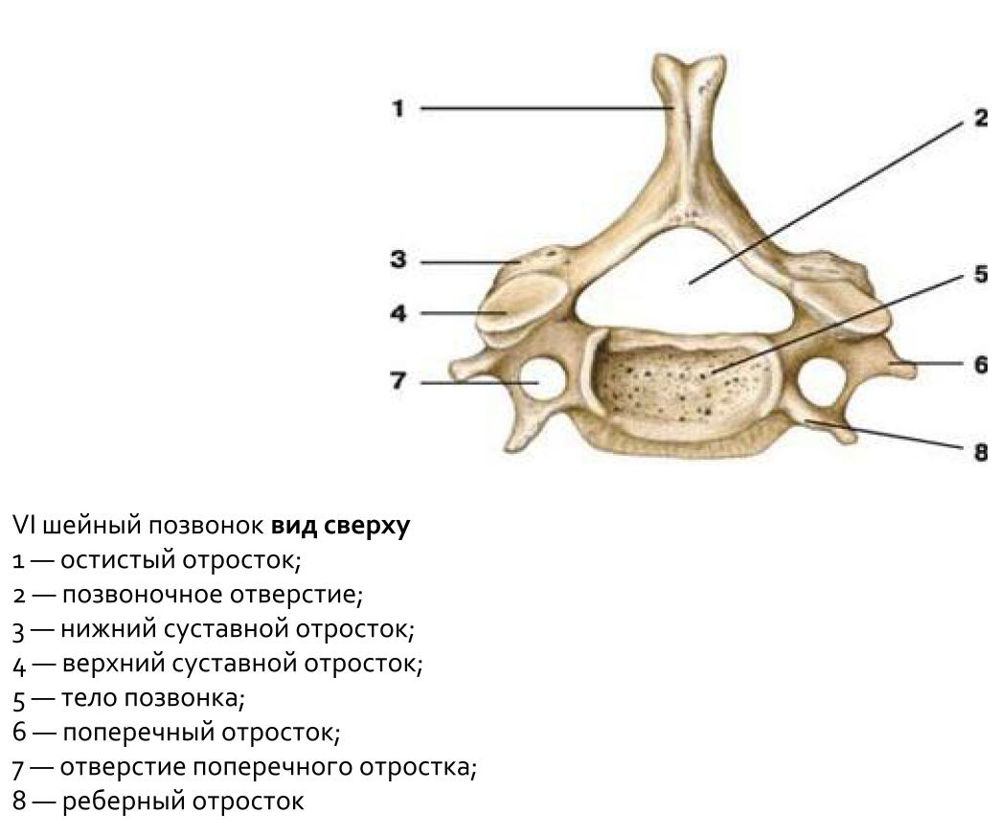 1
2
3
5
4
6
7
8
VI шейный позвонок вид сверху
1 — остистый отросток;
2 — позвоночное отверстие;
3 — нижний суставной отросток;
4 — верхний суставной отросток;
5 — тело позвонка;
6 — поперечный отросток;
7 — отверстие поперечного отростка;
8 — реберный отросток